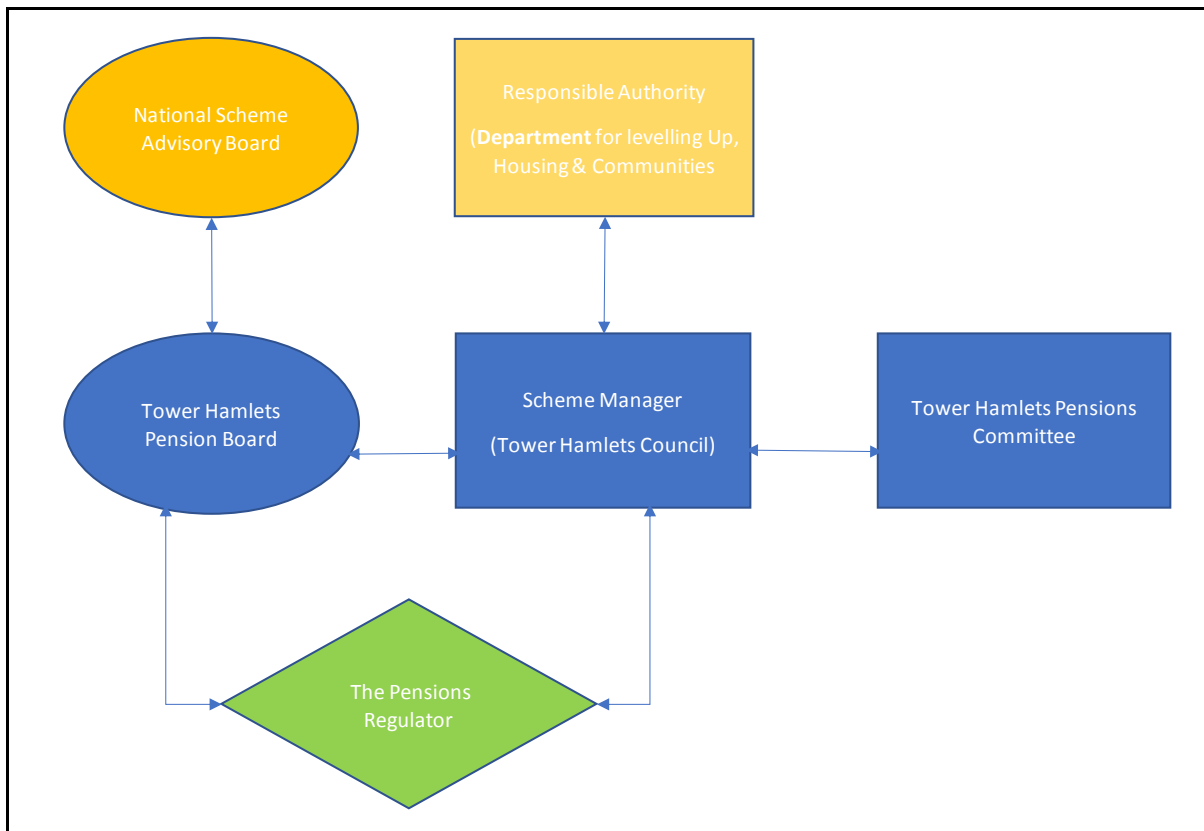 National Scheme
Advisory Board
Responsible Authority
(Department for levelling Up,
Housing & Communities
Tower Hamlets
Pension Board
Scheme Manager
(Tower Hamlets Council)
Tower Hamlets Pensions
Committee
The Pensions
Regulator